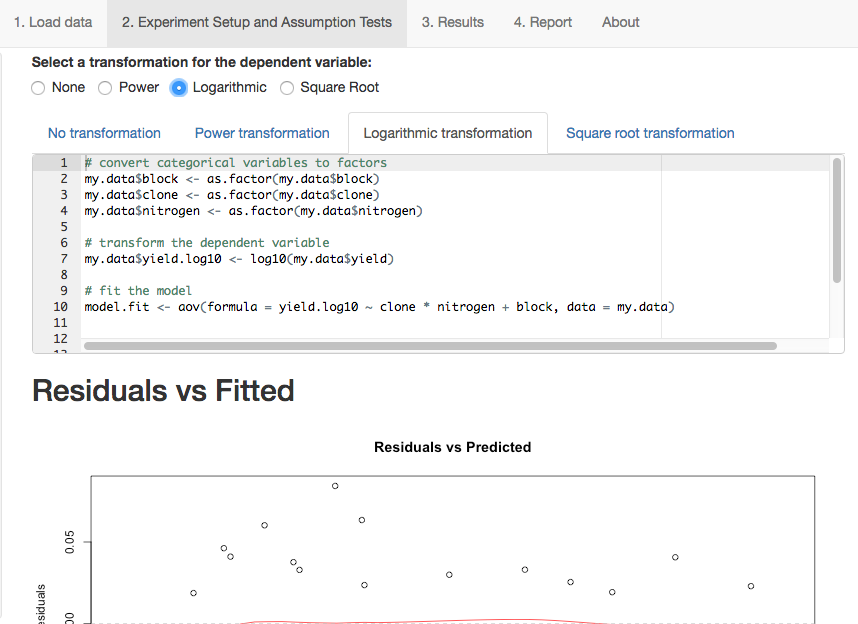 1. Load data 2. Experiment Setup and Assumption Tests 3. Results 4. Report About
Select a transformation for the dependent variable:
None Power Logarithmic Square Root
No transformation Power transformation Logarithmic transformation Square root transformation
1 # convert categorical variables to factors
2 my.data$block <- as.factor(my.data$block)
3 my.data$clone <- as.factor(my.data$clone)
4 my.data$nitrogen <- as.factor(my.data$nitrogen)
5
6 # transform the dependent variable
7 my.data$yield.log10 <- log10(my.data$yield)
8
9 # fit the model
10 model.fit <- aov(formula = yield.log10 ~ clone * nitrogen + block, data = my.data)
11
12
Residuals vs Fitted
Residuals vs Predicted
0.05